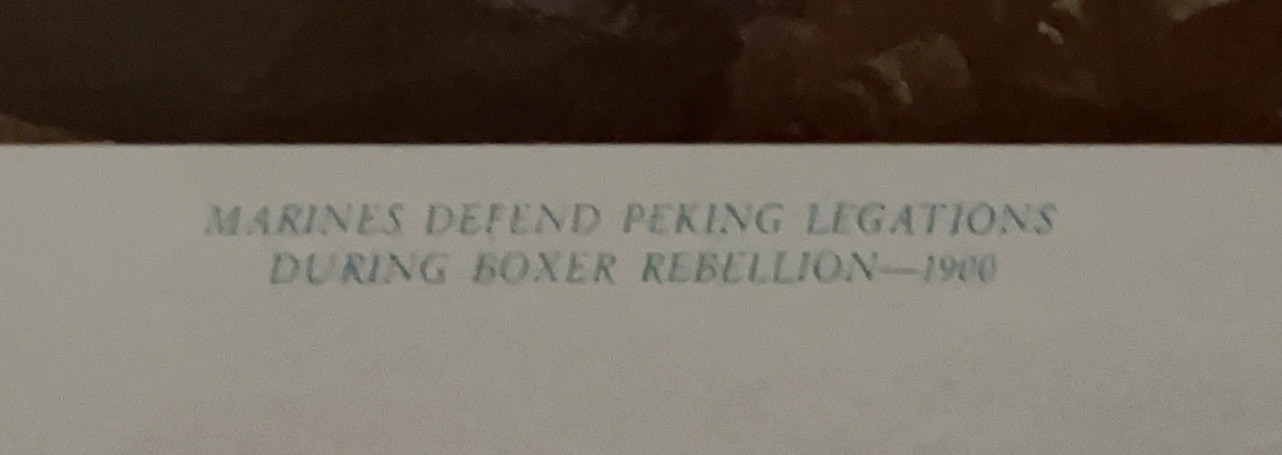 MARINES DEFEND PEKING LEGATIONS
DURING BOXER REBELLION—1900